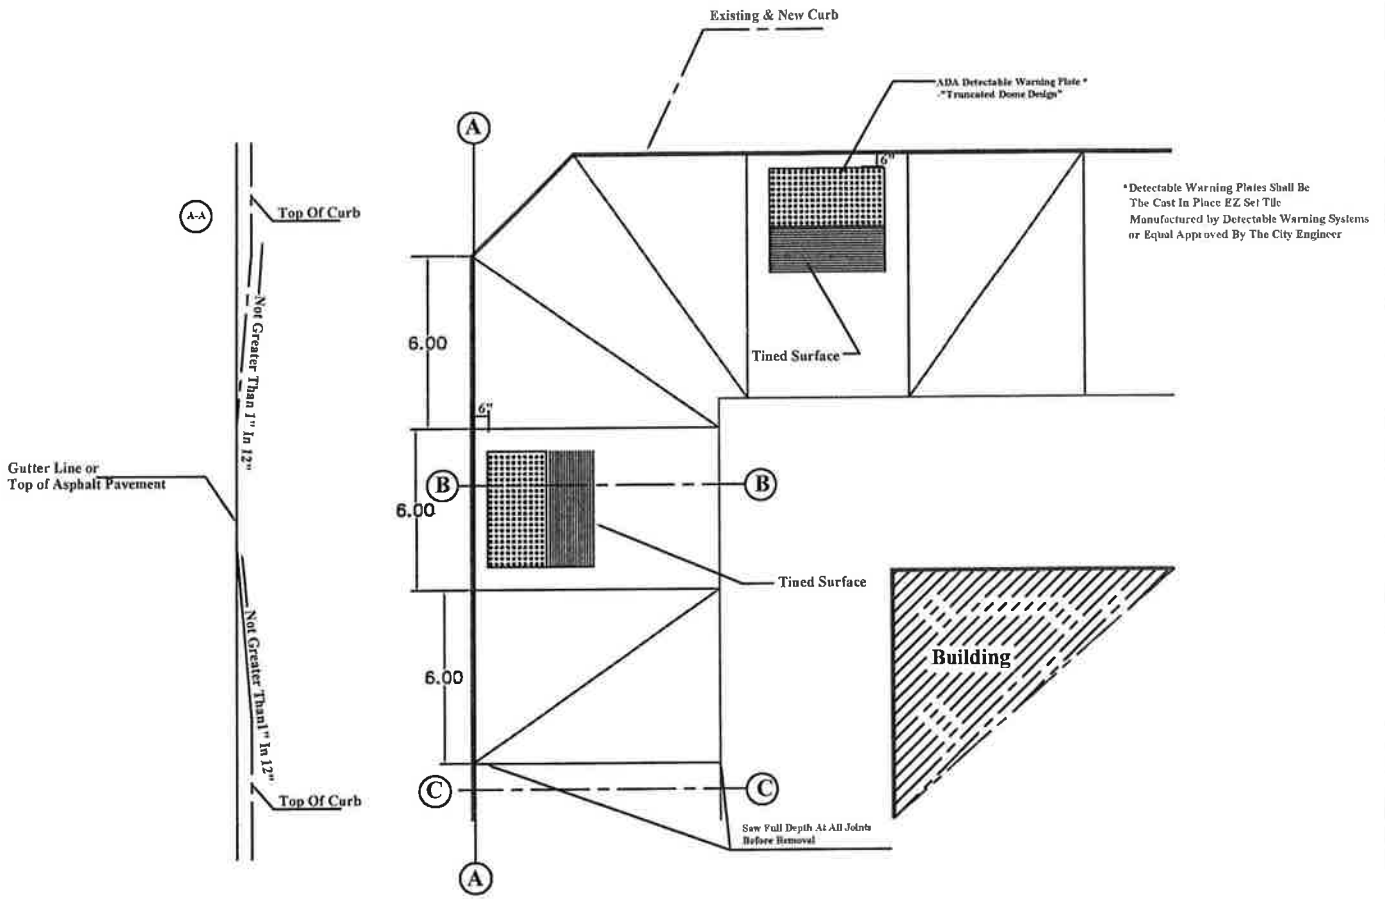 Existing & New Curb
ADA Detectable Warning Plate *
-"Truncated Dome Design"
A
6"
*Detectable Warning Plates Shall Be
The Cast In Place EZ Set Tile
Manufactured by Detectable Warning Systems
or Equal Approved By The City Engineer
A-A
Top Of Curb
Not Greater Than 1" In 12"
6.00
Tined Surface
6"
Gutter Line or
Top of Asphalt Pavement
B
B
6.00
Tined Surface
Not Greater Than1" In 12"
Building
6.00
Top Of Curb
C
C
Saw Full Depth At All Joints
Before Removal
A